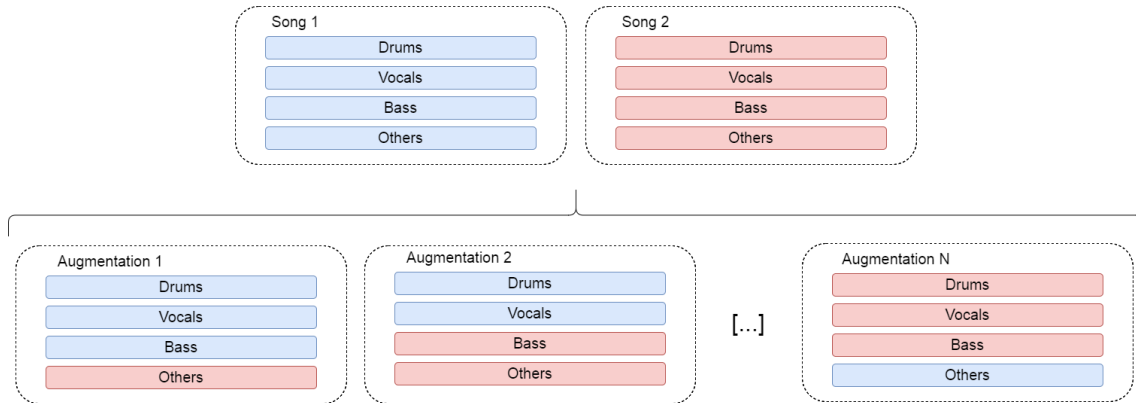 Song 1
Drums
Vocals
Bass
Others
Song 2
Drums
Vocals
Bass
Others
Augmentation 1
Drums
Vocals
Bass
Others
Augmentation 2
Drums
Vocals
Bass
Others
[...]
Augmentation N
Drums
Vocals
Bass
Others